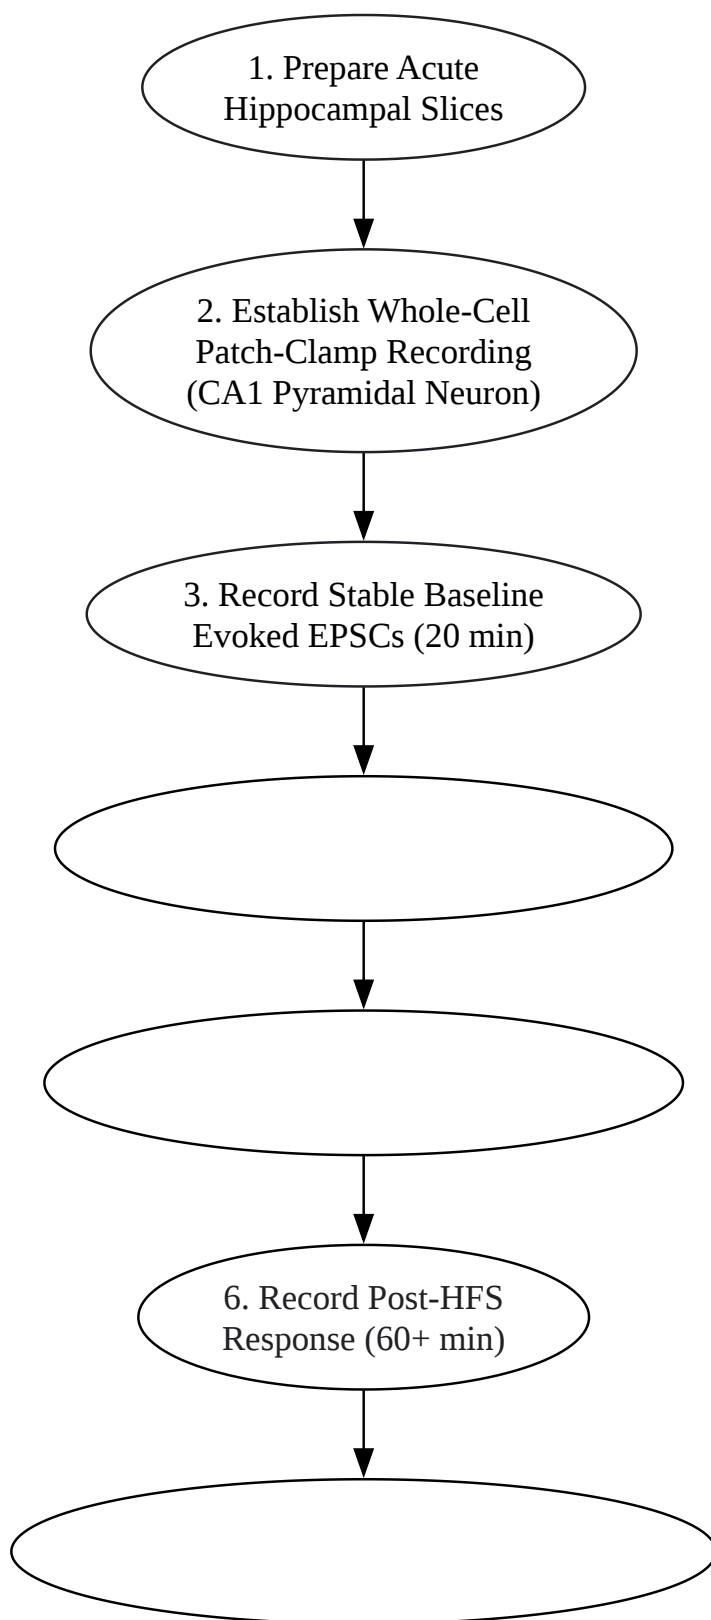 1. Prepare Acute
Hippocampal Slices
2. Establish Whole-Cell
Patch-Clamp Recording
(CA1 Pyramidal Neuron)
3. Record Stable Baseline
Evoked EPSCs (20 min)
6. Record Post-HFS
Response (60+ min)